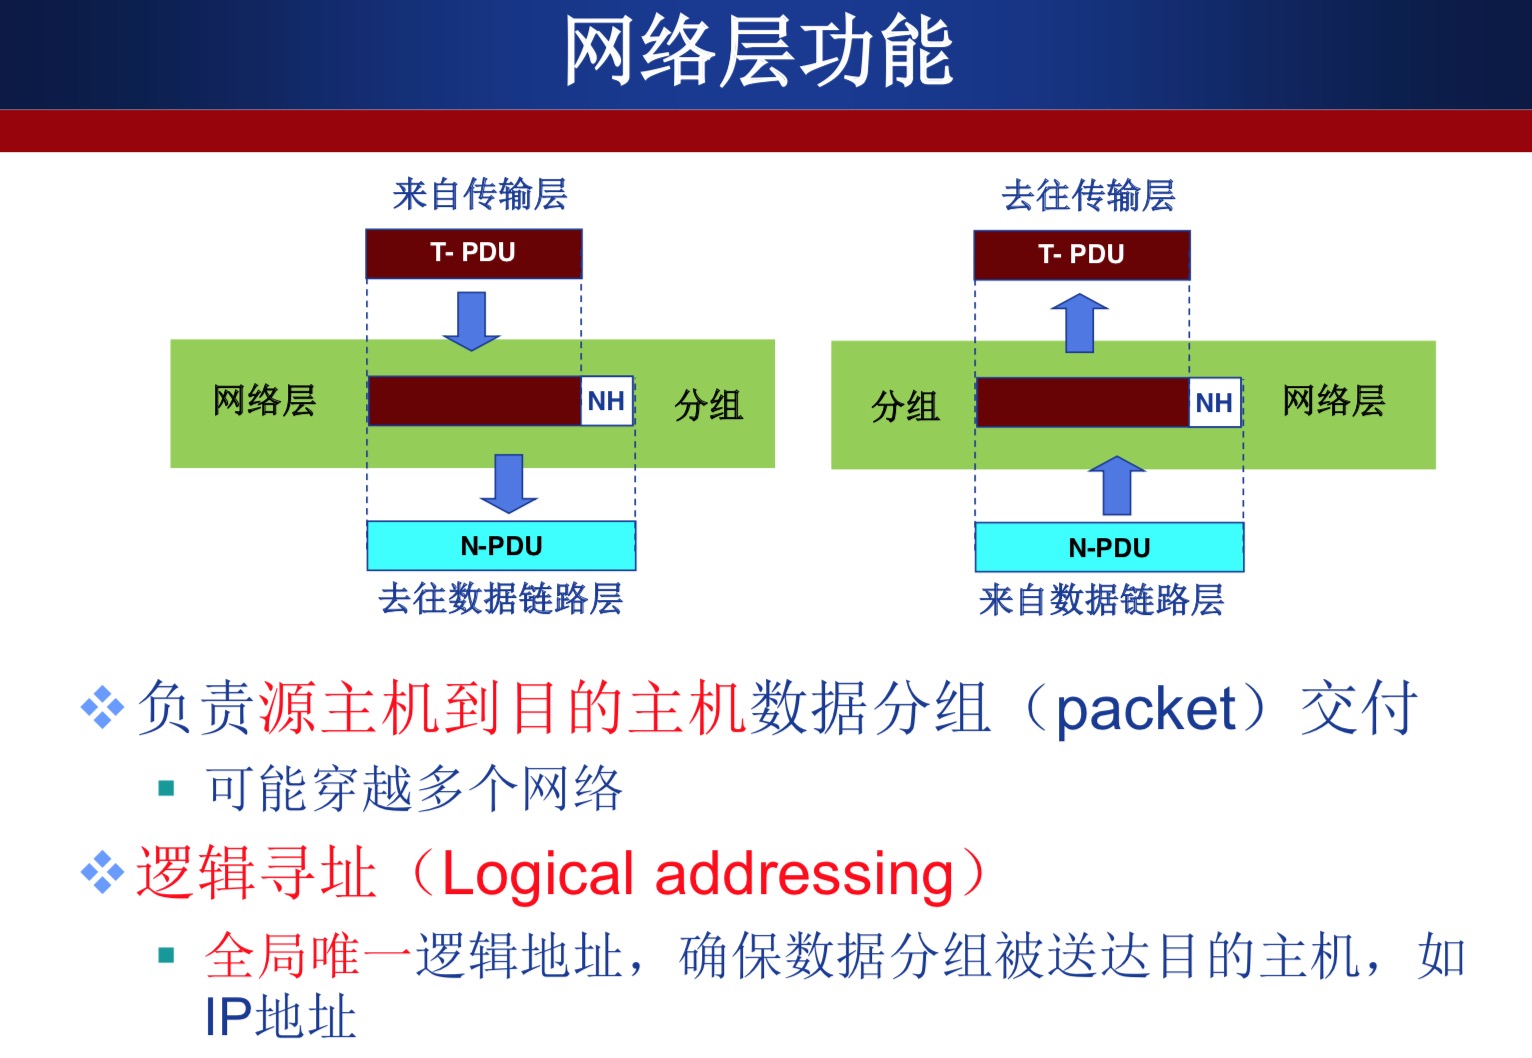 网络层功能
来自传输层
T- PDU
网络层
NH
分组
N-PDU
去往数据链路层
去往传输层
T- PDU
分组
NH
网络层
N-PDU
来自数据链路层
负责源主机到目的主机数据分组（packet）交付
可能穿越多个网络
逻辑寻址（Logical addressing）
全局唯一逻辑地址，确保数据分组被送达目的主机，如
IP地址